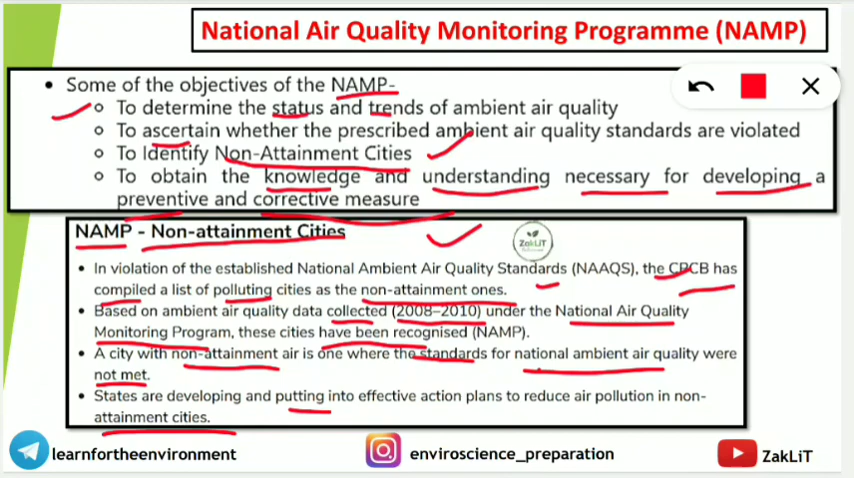 National Air Quality Monitoring Programme (NAMP)
• Some of the objectives of the NAMP-
o To determine the status and trends of ambient air quality
o To ascertain whether the prescribed ambient air quality standards are violated
o To Identify Non-Attainment Cities
o To obtain the knowledge and understanding necessary for developing a
preventive and corrective measure
NAMP - Non-attainment Cities
ZakLiT
• In violation of the established National Ambient Air Quality Standards (NAAQS), the CPCB has
compiled a list of polluting cities as the non-attainment ones.
• Based on ambient air quality data collected (2008–2010) under the National Air Quality
Monitoring Program, these cities have been recognised (NAMP).
• A city with non-attainment air is one where the standards for national ambient air quality were
not met.
• States are developing and putting into effective action plans to reduce air pollution in non-
attainment cities.
learnfortheenvironment
enviroscience_preparation
ZakLiT